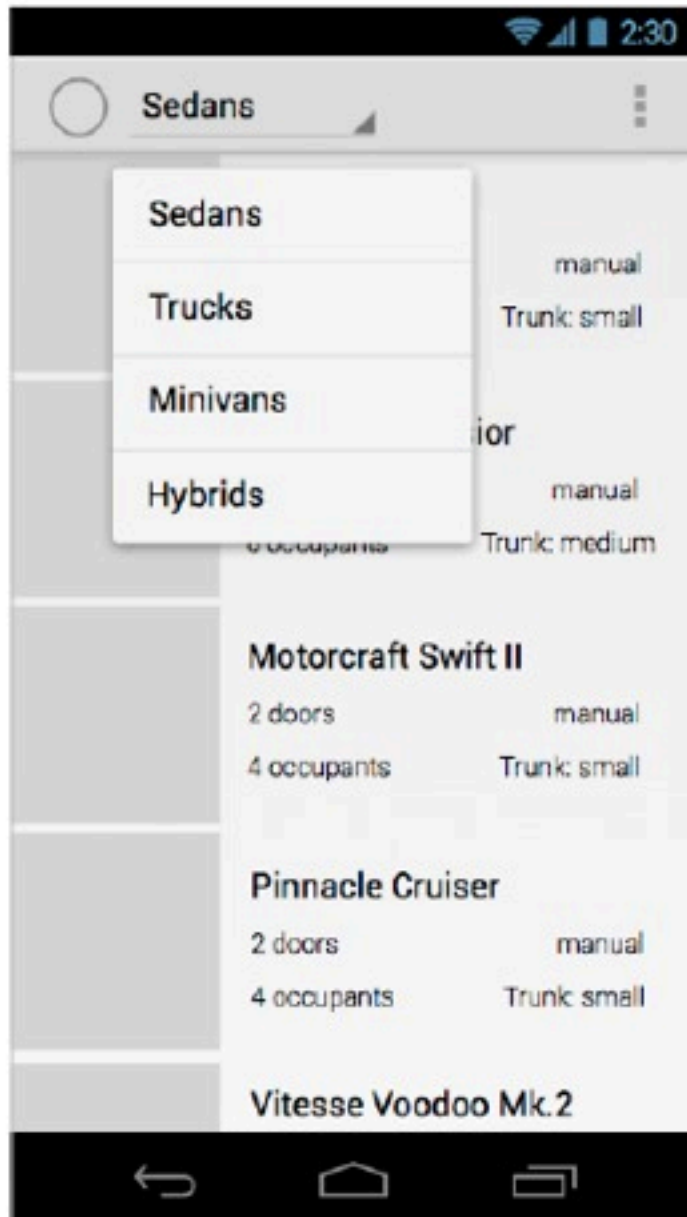 2:30
Sedans
Sedans
Trucks
Minivans
Hybrids
manual
Trunk: small
ior
manual
occupants Trunk: medium
Motorcraft Swift II
2 doors manual
4 occupants Trunk: small
Pinnacle Cruiser
2 doors manual
4 occupants Trunk: small
Vitesse Voodoo Mk.2